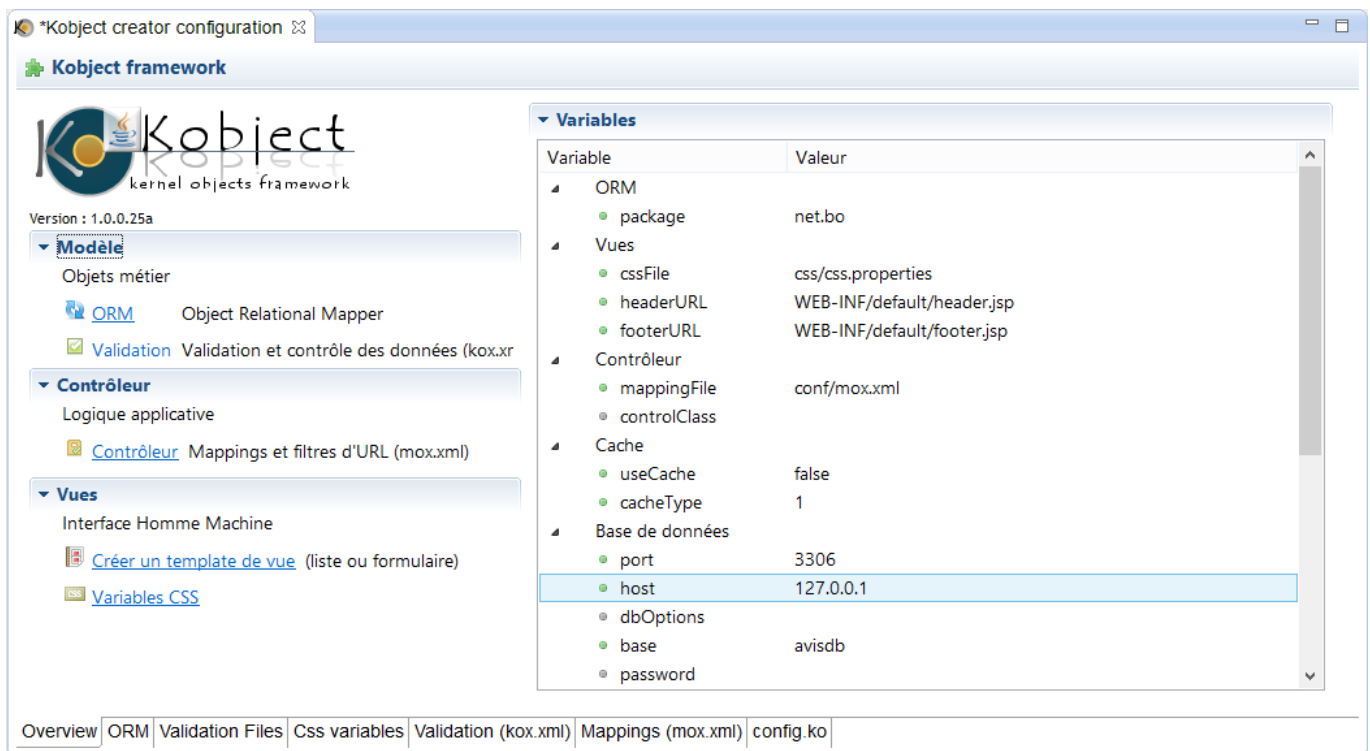 *Kobject creator configuration
Kobject framework
Kobject
kernel objects framework
Version : 1.0.0.25a
Modèle
Objets métier
ORM Object Relational Mapper
Validation Validation et contrôle des données (kox.xr
Contrôleur
Logique applicative
Contrôleur Mappings et filtres d'URL (mox.xml)
Vues
Interface Homme Machine
Créer un template de vue (liste ou formulaire)
CSS Variables CSS
Variables
Variable Valeur
ORM
package net.bo
Vues
cssFile css/css.properties
headerURL WEB-INF/default/header.jsp
footerURL WEB-INF/default/footer.jsp
Contrôleur
mappingFile conf/mox.xml
controlClass
Cache
useCache false
cacheType 1
Base de données
port 3306
host 127.0.0.1
dbOptions
base avisdb
password
Overview ORM Validation Files Css variables Validation (kox.xml) Mappings (mox.xml) config.ko